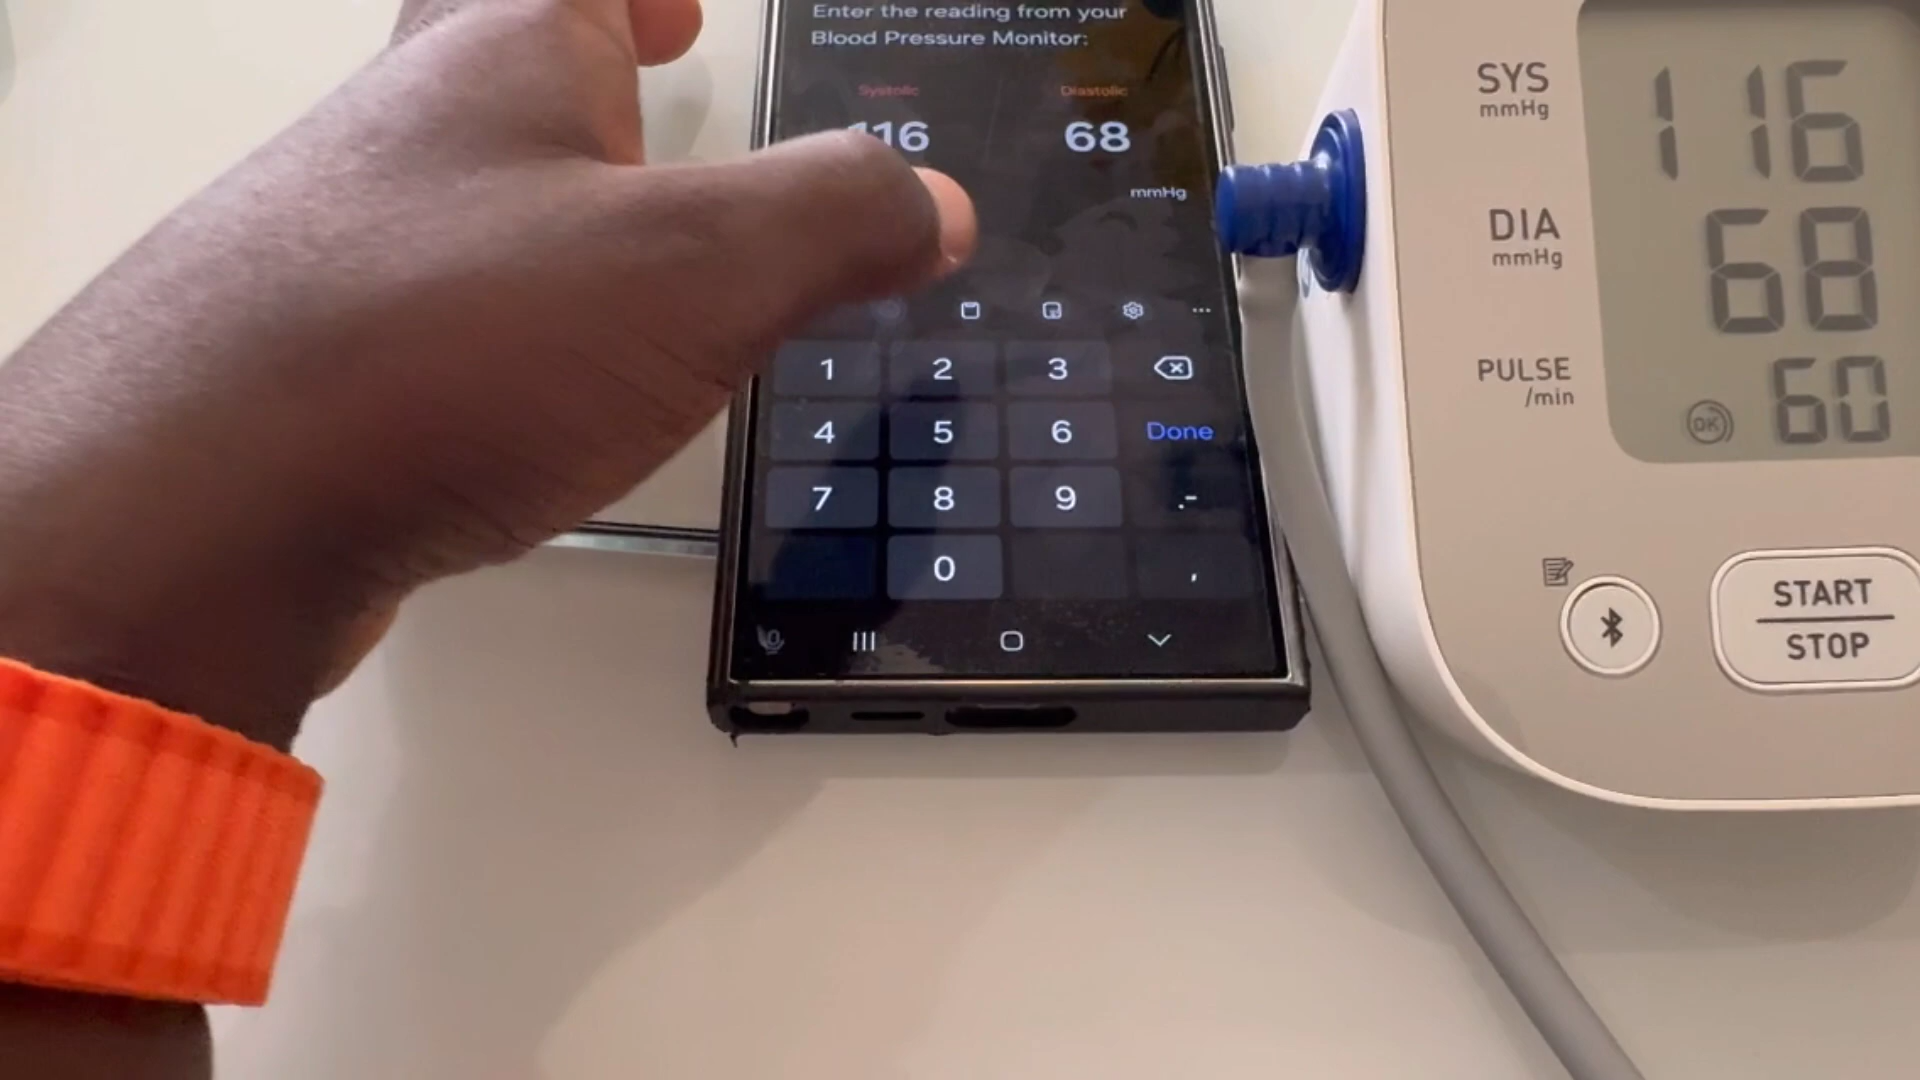 Enter the reading from your
Blood Pressure Monitor:
Systolic
Diastolic
116
68
mmHg
1 2 3
4 5 6 Done
7 8 9 .-
0 ,
SYS
mmHg
116
DIA
mmHg
68
PULSE
/min
OK
60
START
STOP